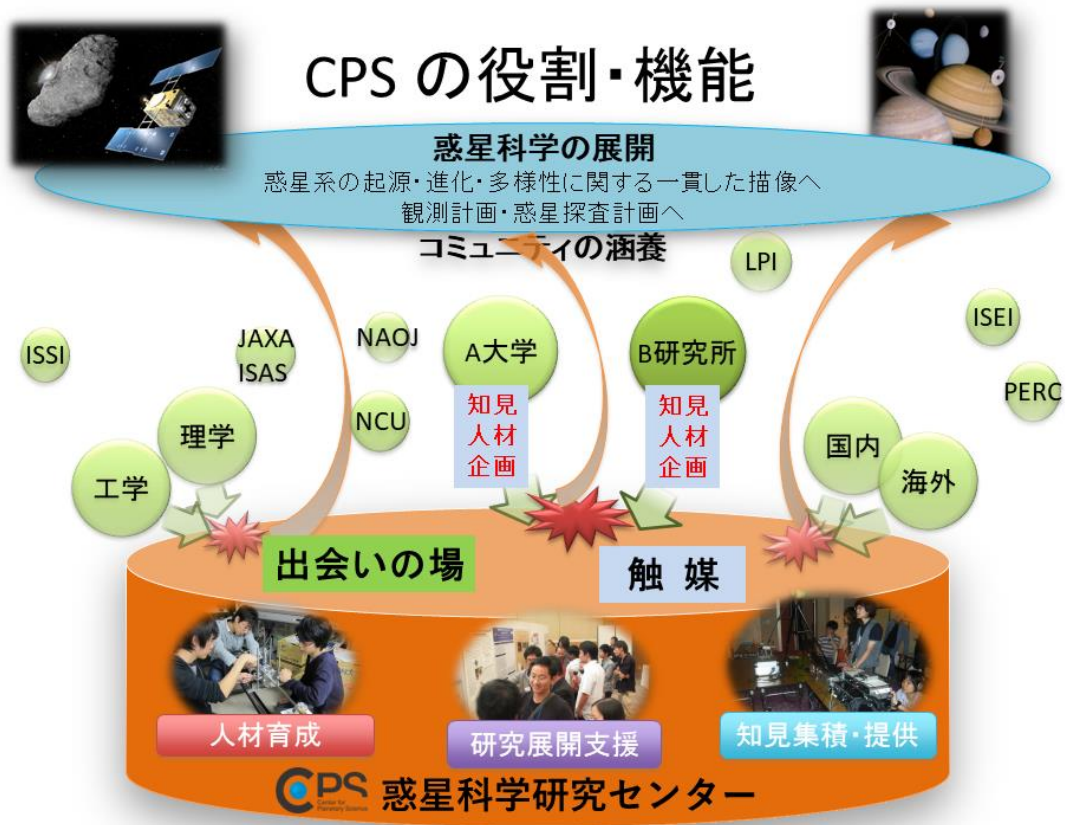 CPS の役割・機能
惑星科学の展開
惑星系の起源・進化・多様性に関する一貫した描像へ
観測計画・惑星探査計画へ
コミュニティの涵養
LPI
ISEI
ISSI
JAXA
ISAS
NAOJ
A大学
B研究所
PERC
NCU
知見
人材
企画
知見
人材
企画
理学
工学
国内
海外
出会いの場
触 媒
人材育成
研究展開支援
知見集積・提供
CPS
Center for
Planetary Science
惑星科学研究センター